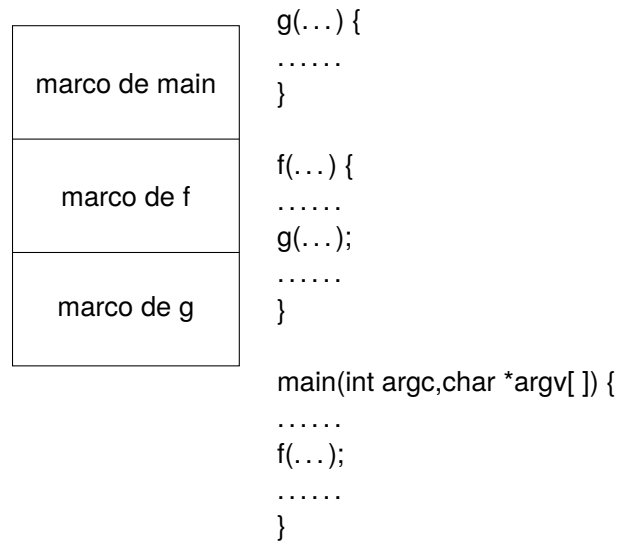 marco de main
marco de f
marco de g
g(. . . ) {
. . . . . .
}
f(. . . ) {
. . . . . .
g(. . . );
. . . . . .
}
main(int argc,char *argv[ ]) {
. . . . . .
f(. . . );
. . . . . .
}